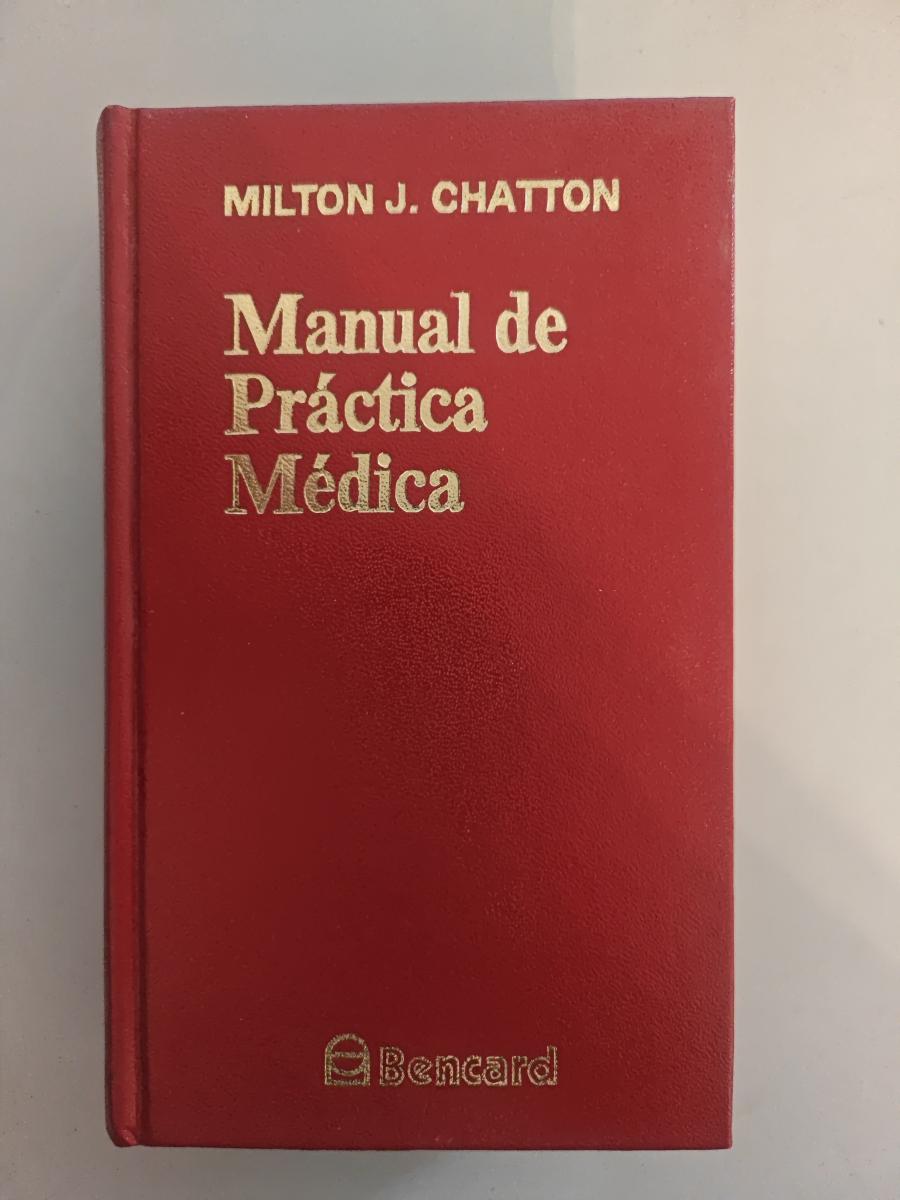 MILTON J. CHATTON
Manual de
Práctica
Médica
Bencard